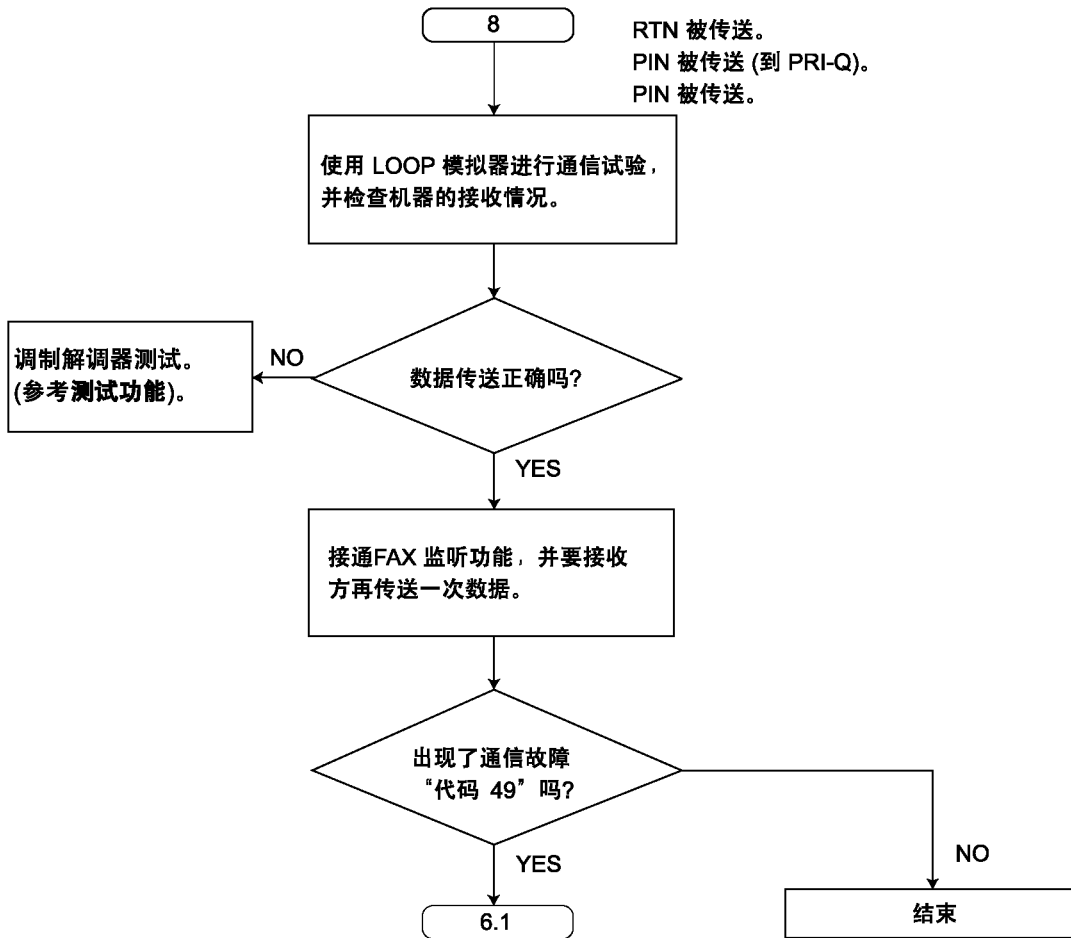 8
RTN 被传送。
PIN 被传送 (到 PRI-Q)。
PIN 被传送。
使用 LOOP 模拟器进行通信试验，
并检查机器的接收情况。
数据传送正确吗?
NO
调制解调器测试。
(参考测试功能)。
YES
接通FAX 监听功能，并要接收
方再传送一次数据。
出现了通信故障
“代码 49”吗?
YES
NO
6.1
结束